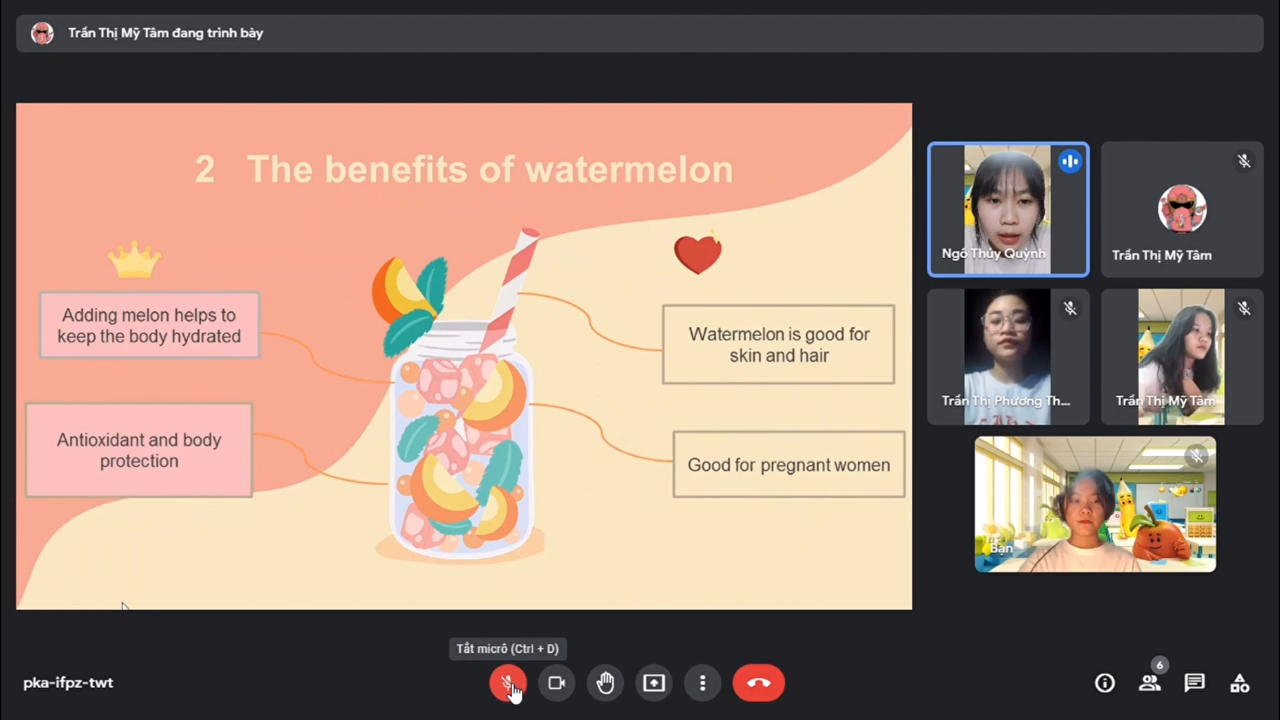 Trần Thị Mỹ Tâm đang trình bày
2 The benefits of watermelon
Adding melon helps to
keep the body hydrated
Antioxidant and body
protection
Watermelon is good for
skin and hair
Good for pregnant women
Ngô Thúy Quỳnh
Trần Thị Mỹ Tâm
Trần Thị Phương Th...
Trần Thị Mỹ Tâm
Bạn
Tắt micrô (Ctrl + D)
pka-ifpz-twt
6